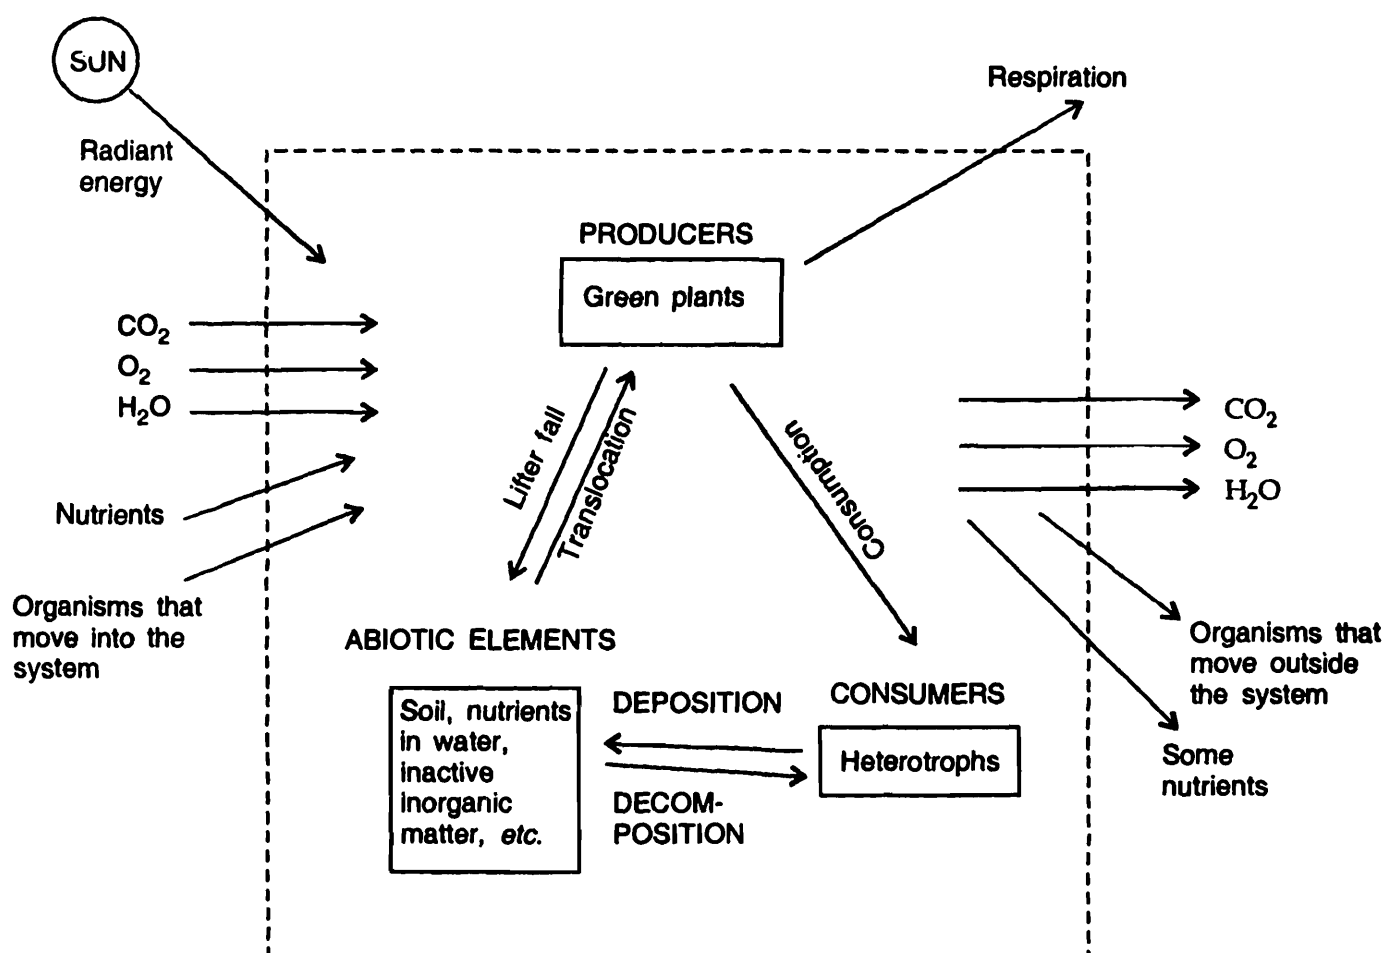 SUN
Respiration
Radiant
energy
PRODUCERS
Green plants
CO₂
O₂
H₂O
Lifter fall
Translocation
Consumption
CO₂
O₂
H₂O
Nutrients
Organisms that
move into the
system
ABIOTIC ELEMENTS
Organisms that
move outside
the system
Soil, nutrients
in water,
inactive
inorganic
matter, etc.
DEPOSITION
DECOM-
POSITION
CONSUMERS
Heterotrophs
Some
nutrients